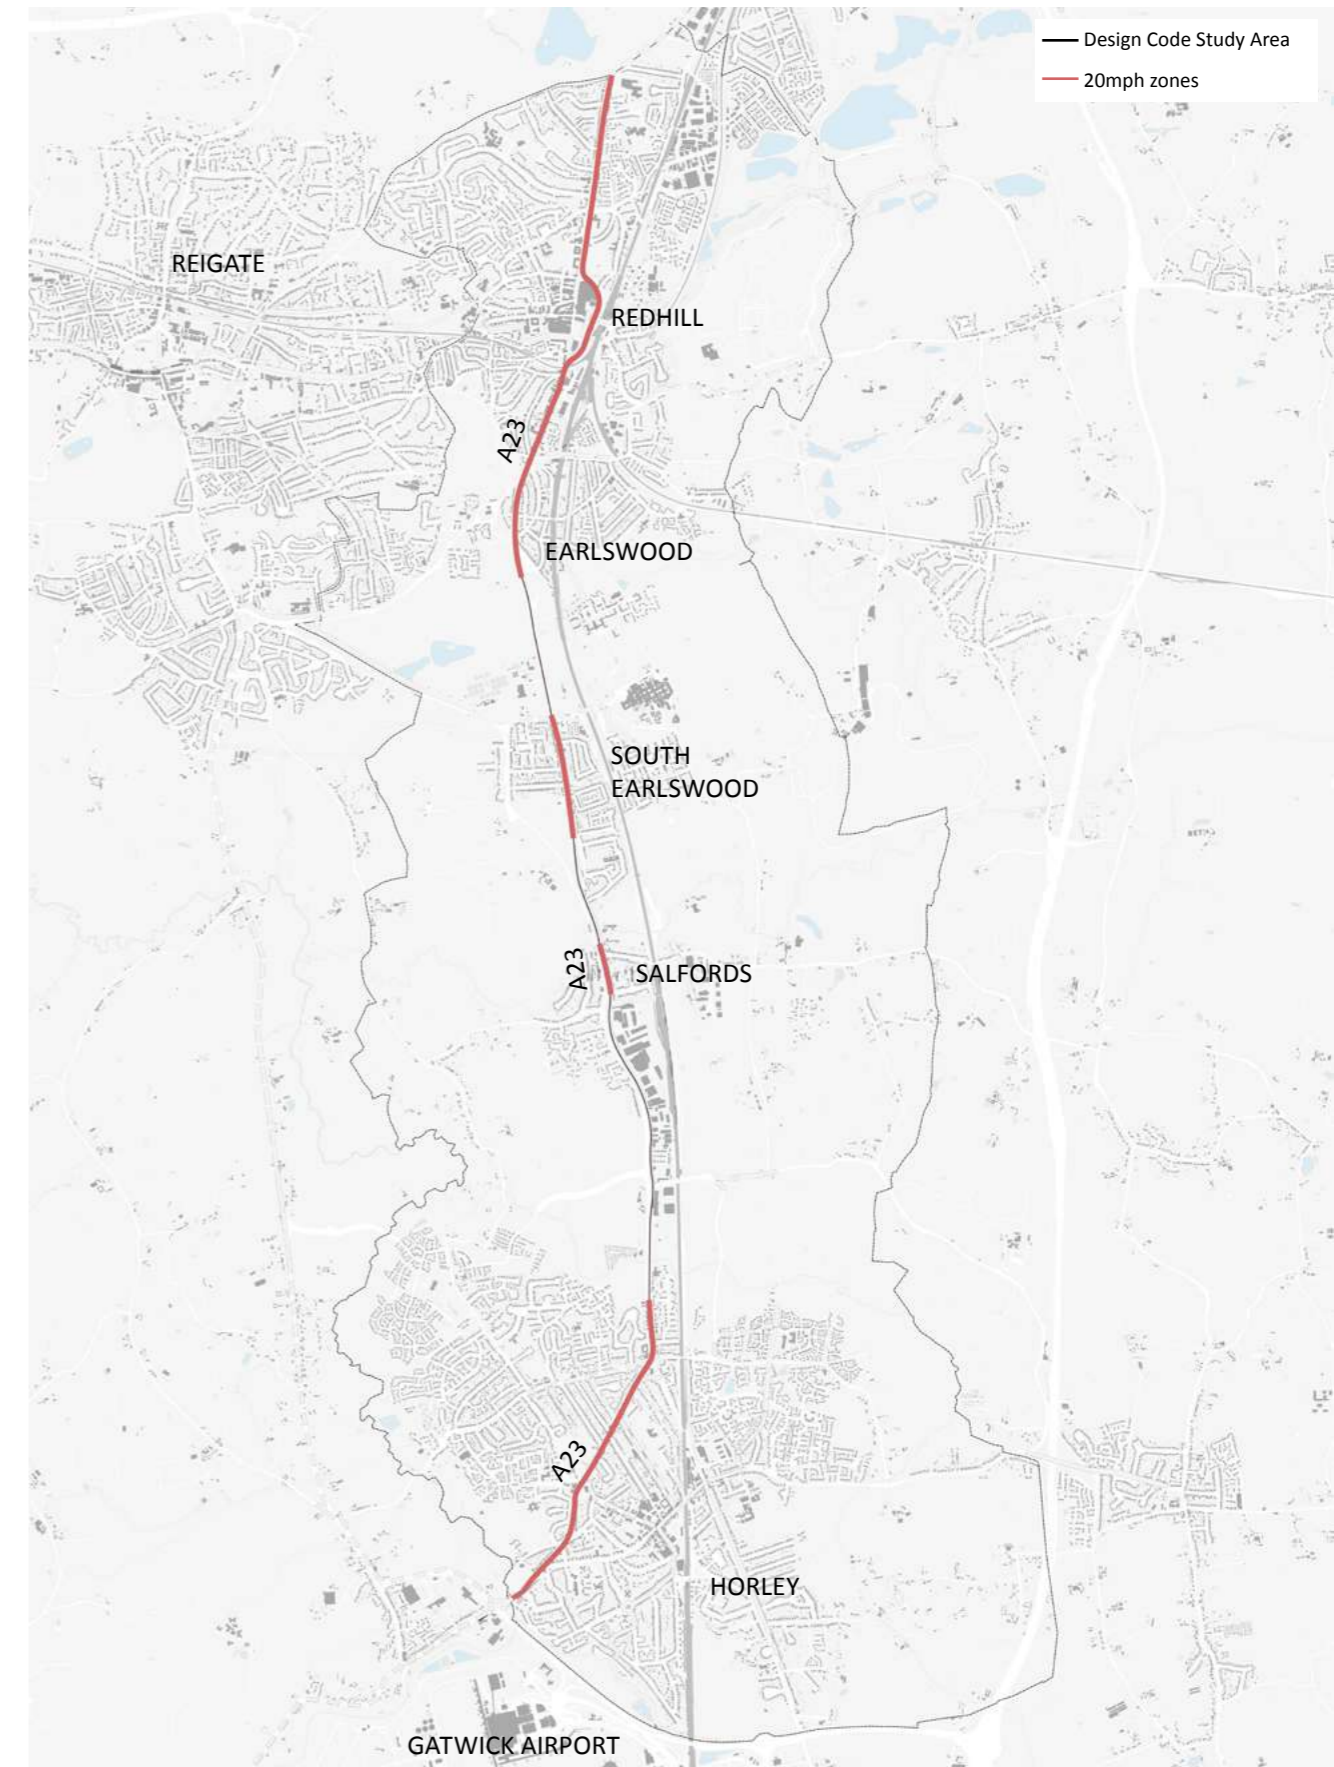 Design Code Study Area
20mph zones
REIGATE
REDHILL
A23
EARLSWOOD
SOUTH
EARLSWOOD
A23
SALFORDS
A23
HORLEY
GATWICK AIRPORT